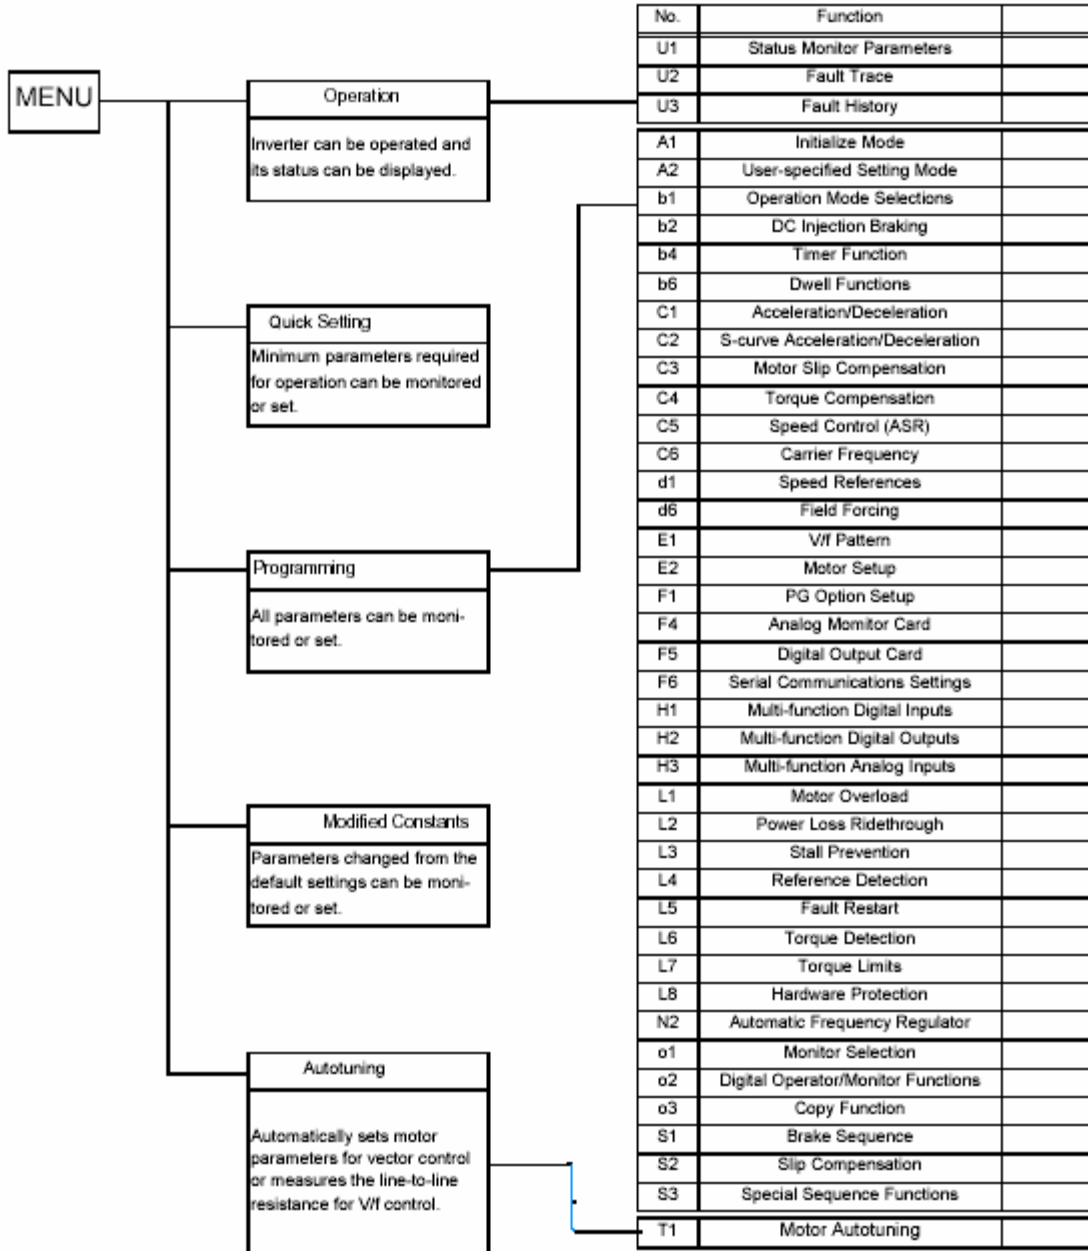 MENU
Operation
Inverter can be operated and
its status can be displayed.
Quick Setting
Minimum parameters required
for operation can be monitored
or set.
Programming
All parameters can be moni-
tored or set.
Modified Constants
Parameters changed from the
default settings can be moni-
tored or set.
Autotuning
Automatically sets motor
parameters for vector control
or measures the line-to-line
resistance for V/f control.
No. Function
U1 Status Monitor Parameters
U2 Fault Trace
U3 Fault History
A1 Initialize Mode
A2 User-specified Setting Mode
b1 Operation Mode Selections
b2 DC Injection Braking
b4 Timer Function
b6 Dwell Functions
C1 Acceleration/Deceleration
C2 S-curve Acceleration/Deceleration
C3 Motor Slip Compensation
C4 Torque Compensation
C5 Speed Control (ASR)
C6 Carrier Frequency
d1 Speed References
d6 Field Forcing
E1 V/f Pattern
E2 Motor Setup
F1 PG Option Setup
F4 Analog Momitor Card
F5 Digital Output Card
F6 Serial Communications Settings
H1 Multi-function Digital Inputs
H2 Multi-function Digital Outputs
H3 Multi-function Analog Inputs
L1 Motor Overload
L2 Power Loss Ridethrough
L3 Stall Prevention
L4 Reference Detection
L5 Fault Restart
L6 Torque Detection
L7 Torque Limits
L8 Hardware Protection
N2 Automatic Frequency Regulator
o1 Monitor Selection
o2 Digital Operator/Monitor Functions
o3 Copy Function
S1 Brake Sequence
S2 Slip Compensation
S3 Special Sequence Functions
T1 Motor Autotuning